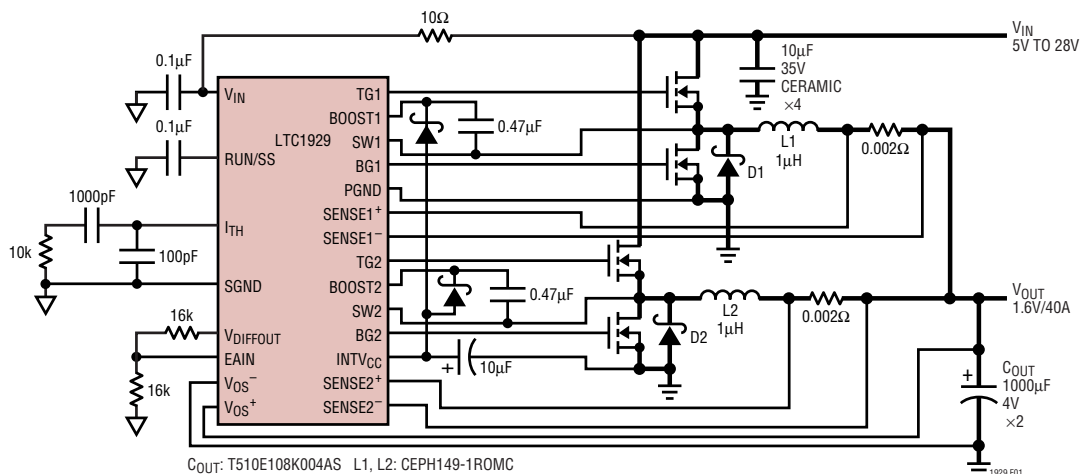 10Ω
VIN
5V TO 28V
10µF
35V
CERAMIC
×4
0.1µF
VIN
TG1
BOOST1
0.47µF
LTC1929
SW1
0.1µF
RUN/SS
BG1
L1
1µH
0.002Ω
D1
PGND
1000pF
SENSE1+
ITH
SENSE1−
10k
100pF
TG2
SGND
BOOST2
0.47µF
SW2
VOUT
1.6V/40A
L2
1µH
0.002Ω
16k
VDIFFOUT
BG2
D2
EAIN
INTVCC
+
10µF
16k
VOS−
SENSE2+
VOS+
SENSE2−
+
COUT
1000µF
4V
×2
COUT: T510E108K004AS L1, L2: CEPH149-1ROMC
1929 F01